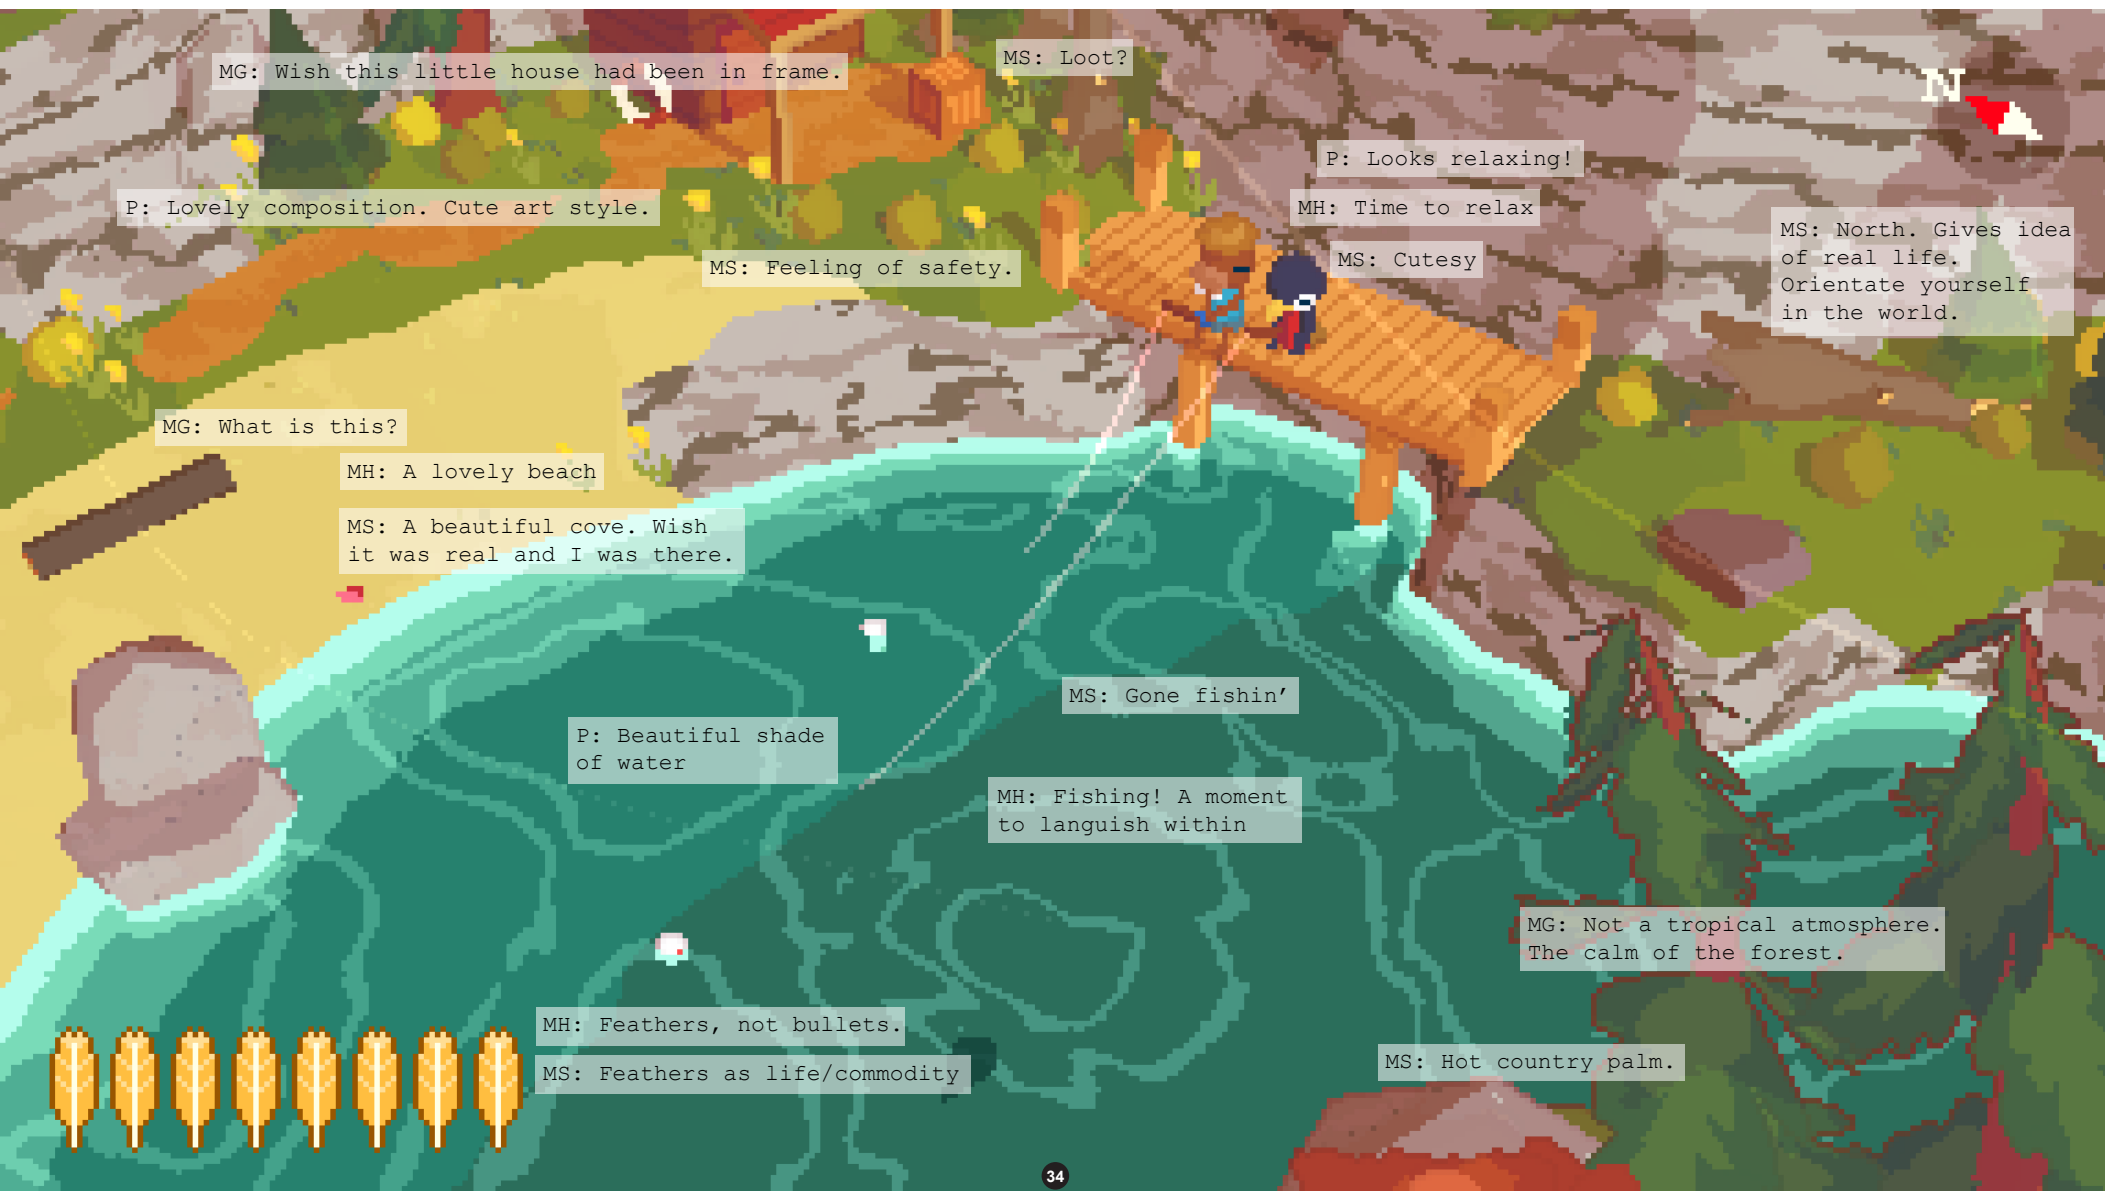 MG: Wish this little house had been in frame.
MS: Loot?
N
P: Looks relaxing!
P: Lovely composition. Cute art style.
MH: Time to relax
MS: North. Gives idea
of real life.
Orientate yourself
in the world.
MS: Feeling of safety.
MS: Cutesy
MG: What is this?
MH: A lovely beach
MS: A beautiful cove. Wish
it was real and I was there.
MS: Gone fishin’
P: Beautiful shade
of water
MH: Fishing! A moment
to languish within
MG: Not a tropical atmosphere.
The calm of the forest.
MH: Feathers, not bullets.
MS: Feathers as life/commodity
MS: Hot country palm.
34